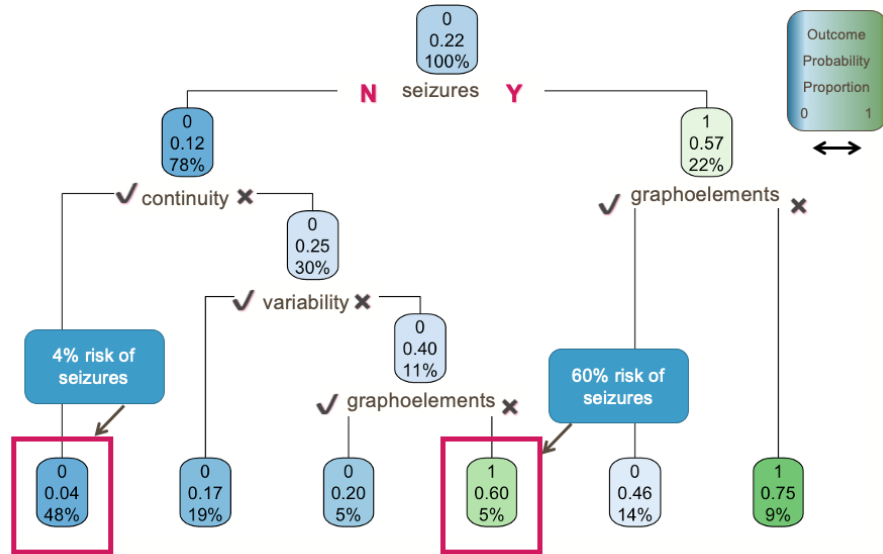 0
0.22
100%
N seizures Y
Outcome
Probability
Proportion
0 1
0
0.12
78%
1
0.57
22%
✓ continuity ✖
✓ graphoelements ✖
0
0.25
30%
✓ variability ✖
0
0.40
11%
4% risk of
seizures
60% risk of
seizures
✓ graphoelements ✖
0
0.04
48%
0
0.17
19%
0
0.20
5%
1
0.60
5%
0
0.46
14%
1
0.75
9%